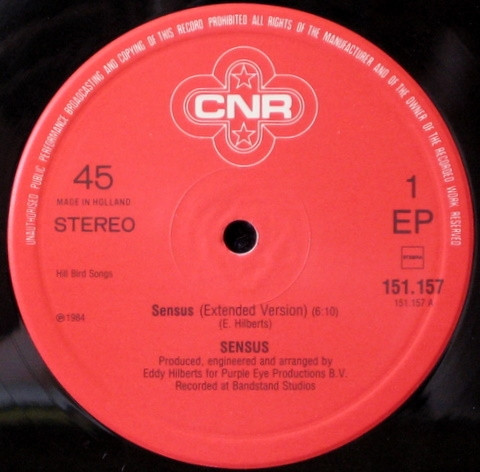 UNAUTHORISED PUBLIC PERFORMANCE BROADCASTING AND COPYING OF THIS RECORD PROHIBITED ALL RIGHTS OF THE MANUFACTURER AND OF THE OWNER OF THE RECORDED WORK RESERVED
CNR
45
MADE IN HOLLAND
STEREO
1
EP
STEMRA
Hill Bird Songs
151.157
151.157 A
℗1984
Sensus (Extended Version) (6:10)
(E. Hilberts)
SENSUS
Produced, engineered and arranged by
Eddy Hilberts for Purple Eye Productions B.V.
Recorded at Bandstand Studios